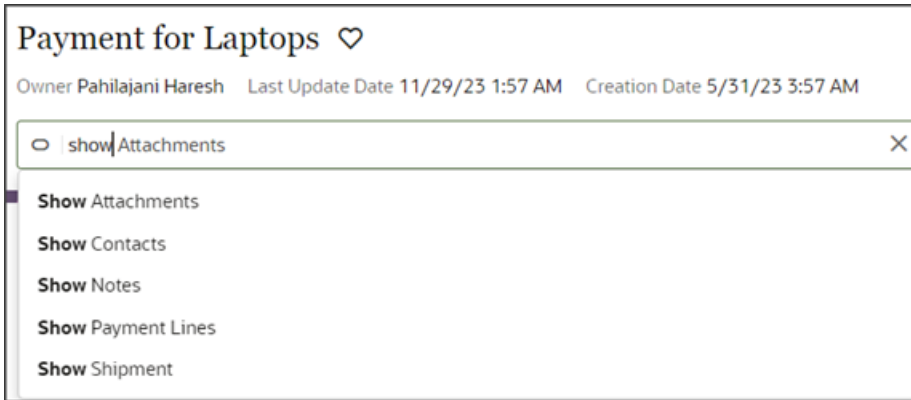 Payment for Laptops
Owner Pahilajani Haresh Last Update Date 11/29/23 1:57 AM Creation Date 5/31/23 3:57 AM
show Attachments
Show Attachments
Show Contacts
Show Notes
Show Payment Lines
Show Shipment